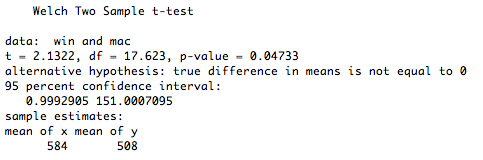 Welch Two Sample t-test
data:  win and mac
t = 2.1322, df = 17.623, p-value = 0.04733
alternative hypothesis: true difference in means is not equal to 0
95 percent confidence interval:
0.9992905 151.0007095
sample estimates:
mean of x mean of y
584 508